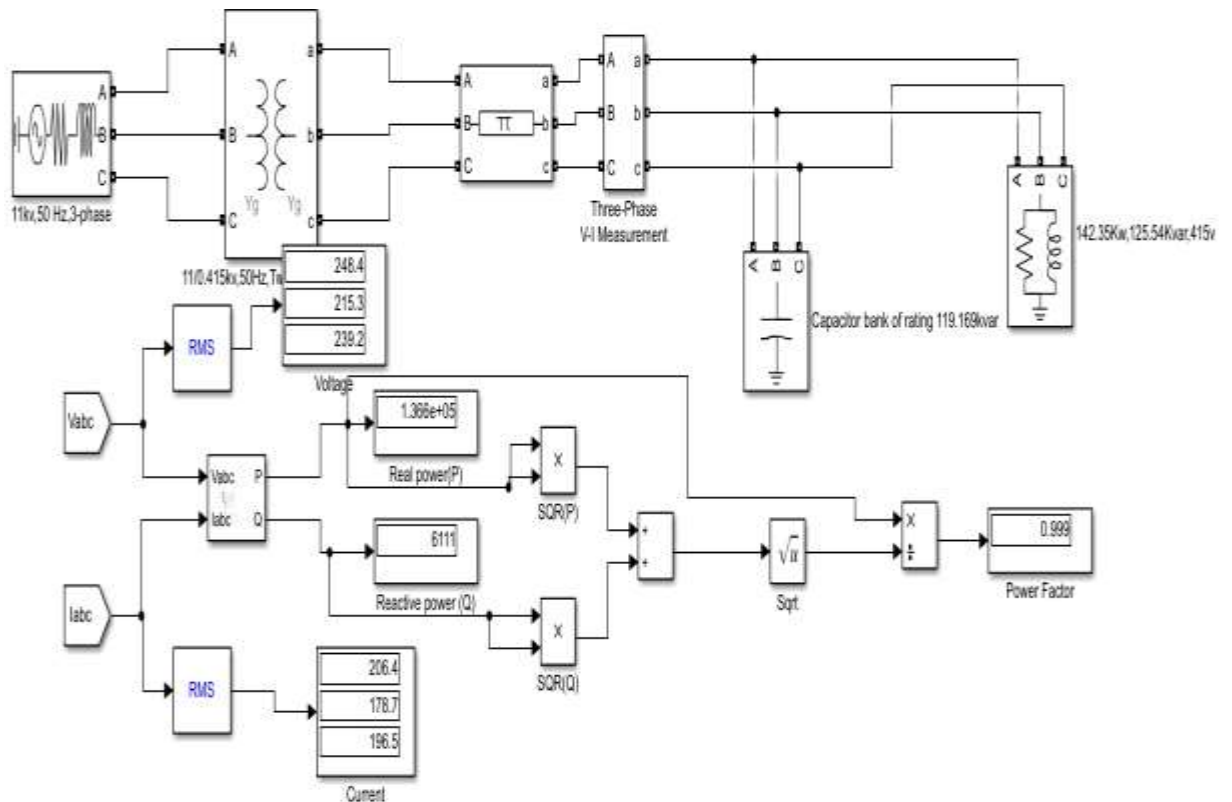 A
B
C
11kv,50 Hz,3-phase
A
B
C
a
b
c
Yg
Yg
11/0.415kv,50Hz,Tw
A
B
C
π
a
b
c
A
B
C
a
b
c
Three-Phase
V-I Measurement
A
B
C
142.35Kw,125.54Kvar,415v
A
B
C
Capacitor bank of rating 119.169kvar
248.4
215.3
239.2
Voltage
RMS
Vabc
Vabc
Iabc
P
Q
1.366e+05
Real power(P)
X
SQR(P)
6111
Reactive power (Q)
X
SQR(Q)
+
+
√u
Sqrt
X
÷
0.999
Power Factor
Iabc
RMS
206.4
178.7
196.5
Current